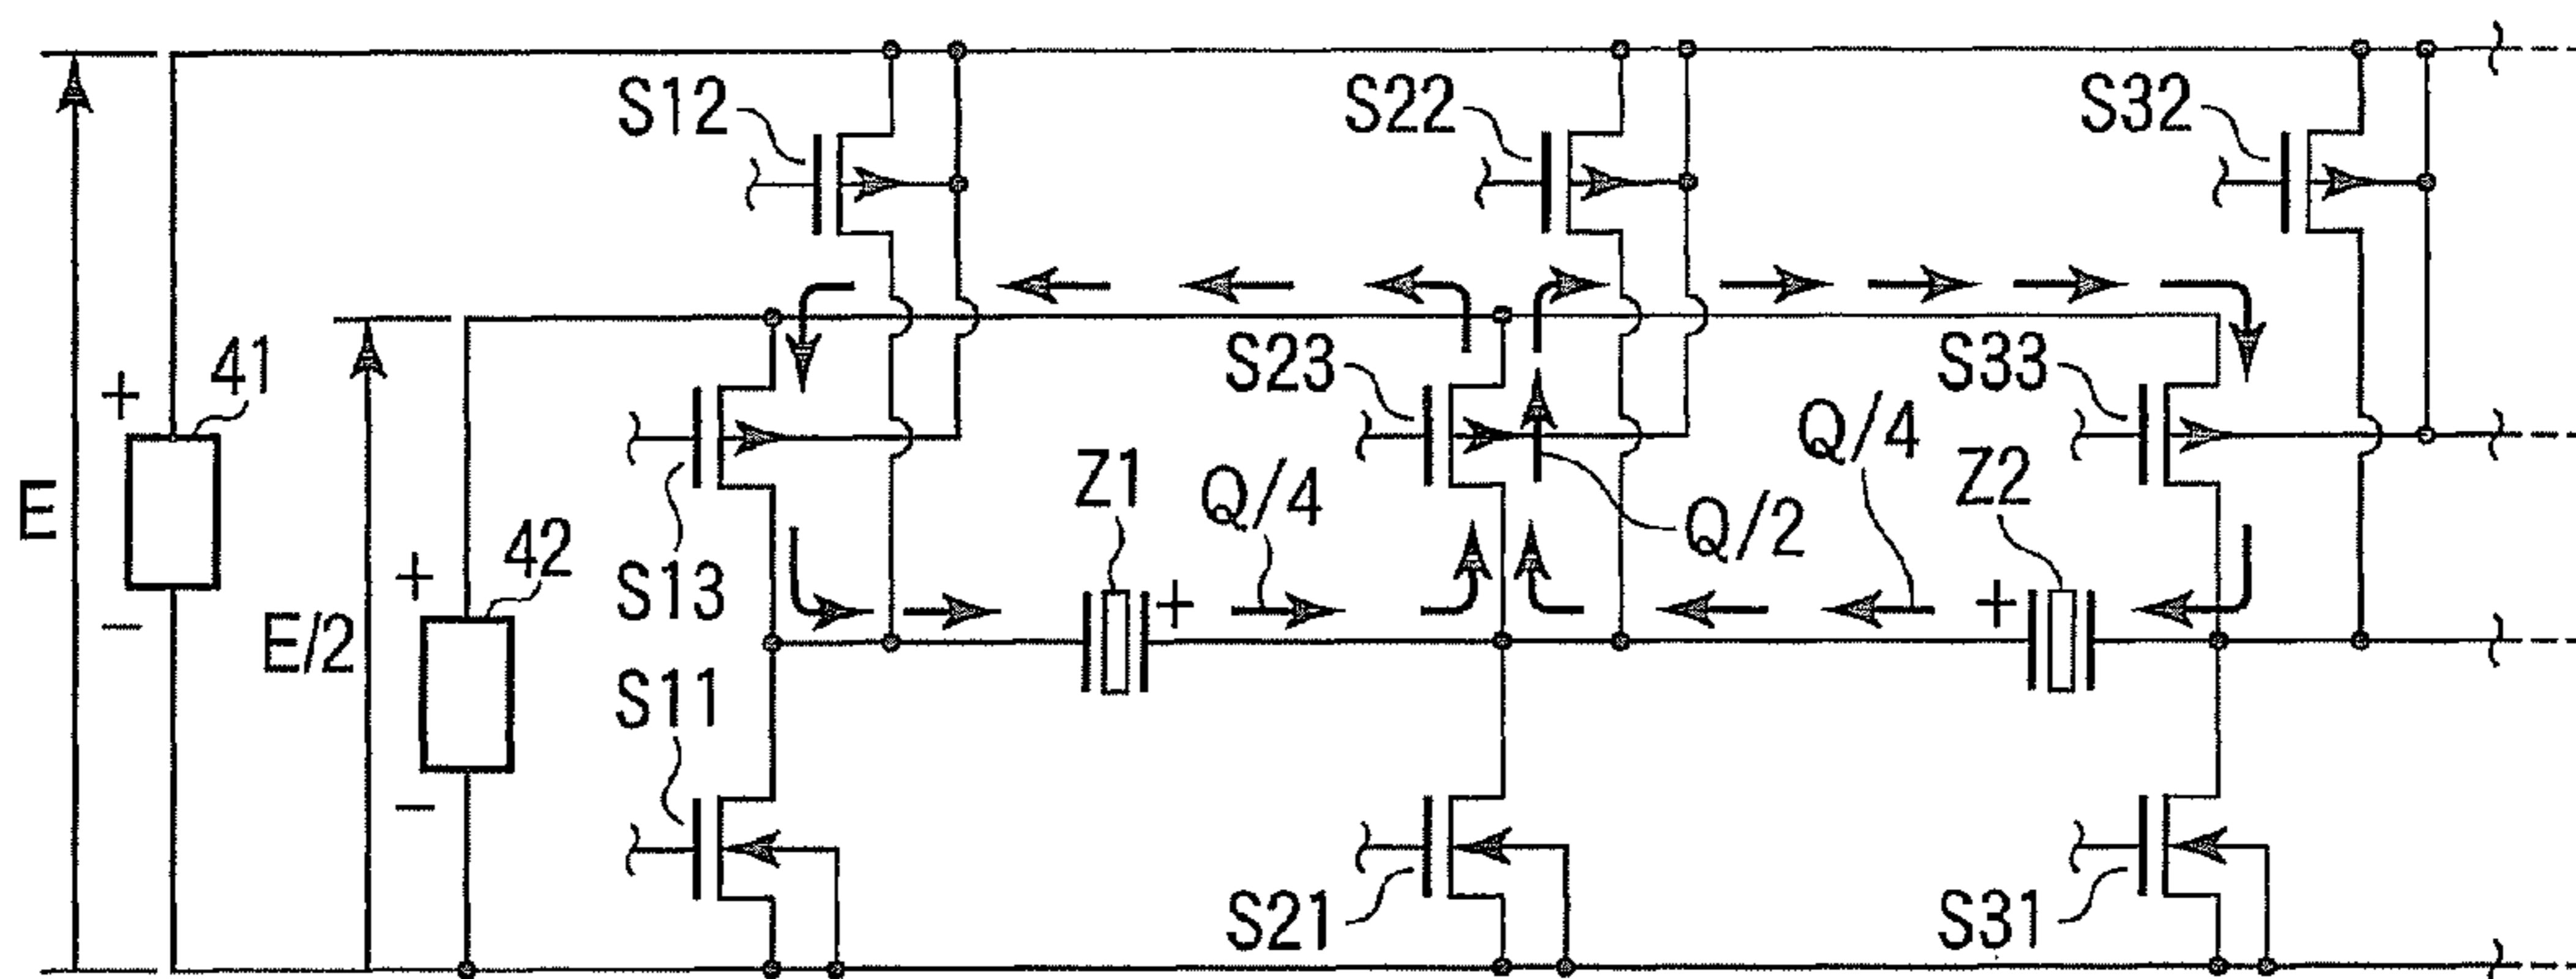 S12
S22
S32
+
41
S23
S33
Q/4
E
Z1
Q/4
Z2
+
42
S13
Q/2
−
E/2
+
+
S11
−
S21
S31